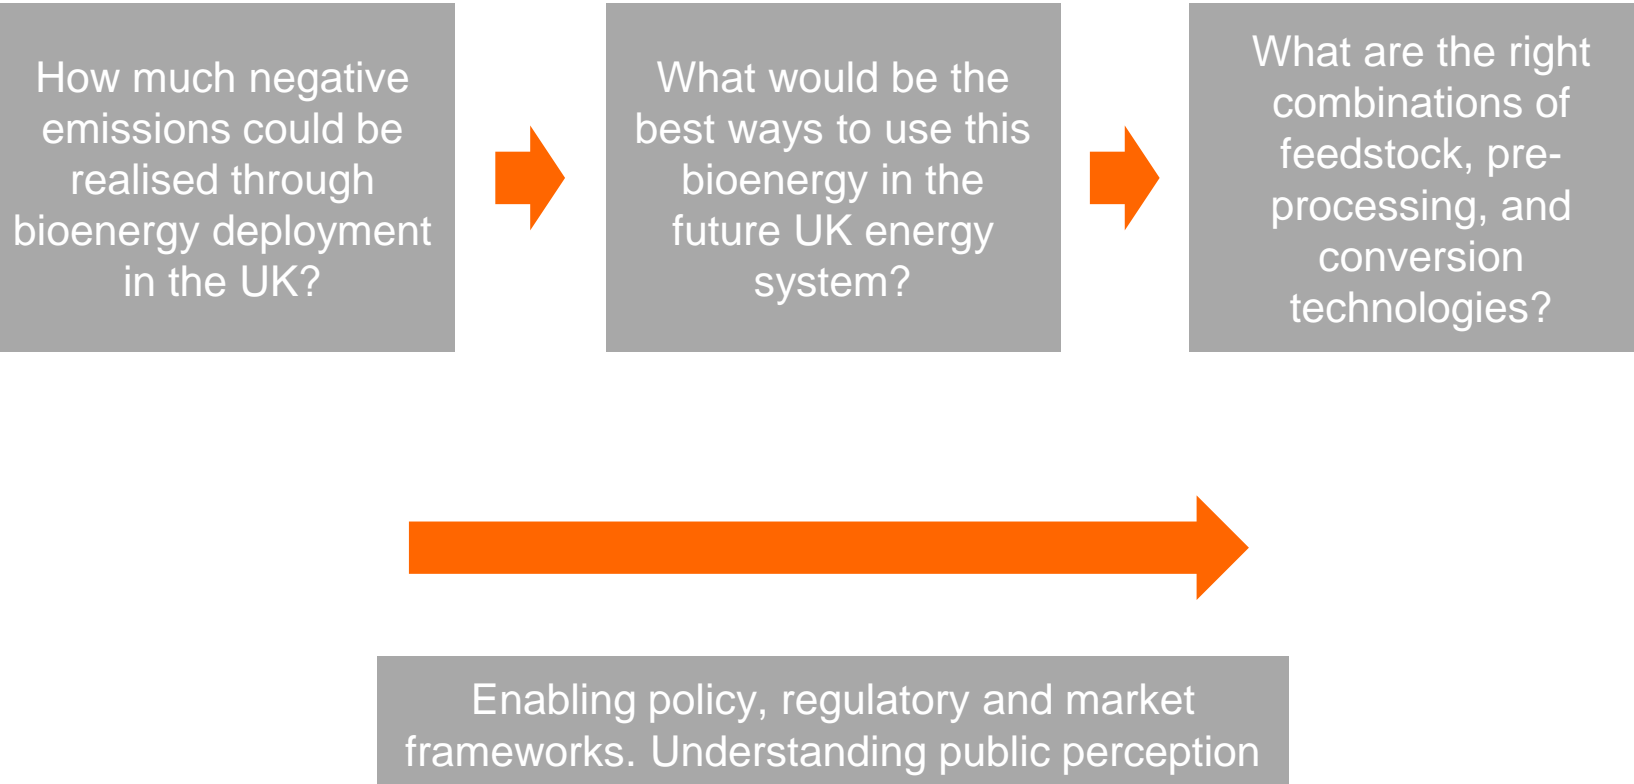 How much negative
emissions could be
realised through
bioenergy deployment
in the UK?
What would be the
best ways to use this
bioenergy in the
future UK energy
system?
What are the right
combinations of
feedstock, pre-
processing, and
conversion
technologies?
Enabling policy, regulatory and market
frameworks. Understanding public perception